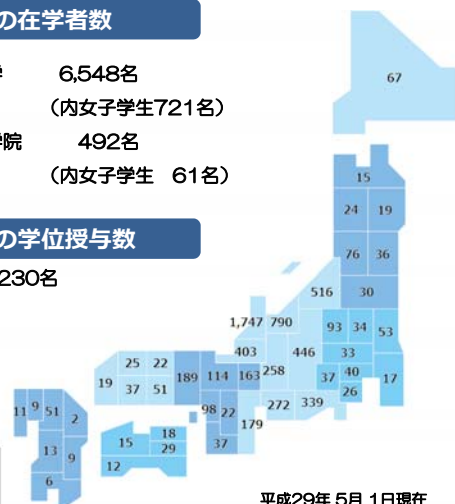 の在学者数
学 6,548名
（内女子学生721名）
学院 492名
（内女子学生 61名）
の学位授与数
230名
67
15
24 19
76 36
516 30
1,747 790 93 34 53
403 446 33
25 22 189 114 163 258 37 40 17
19 37 51 26
272 339
11 9 51 2 98 22 179
15 18
29
37
13 9 12
6
平成29年 5月 1日現在